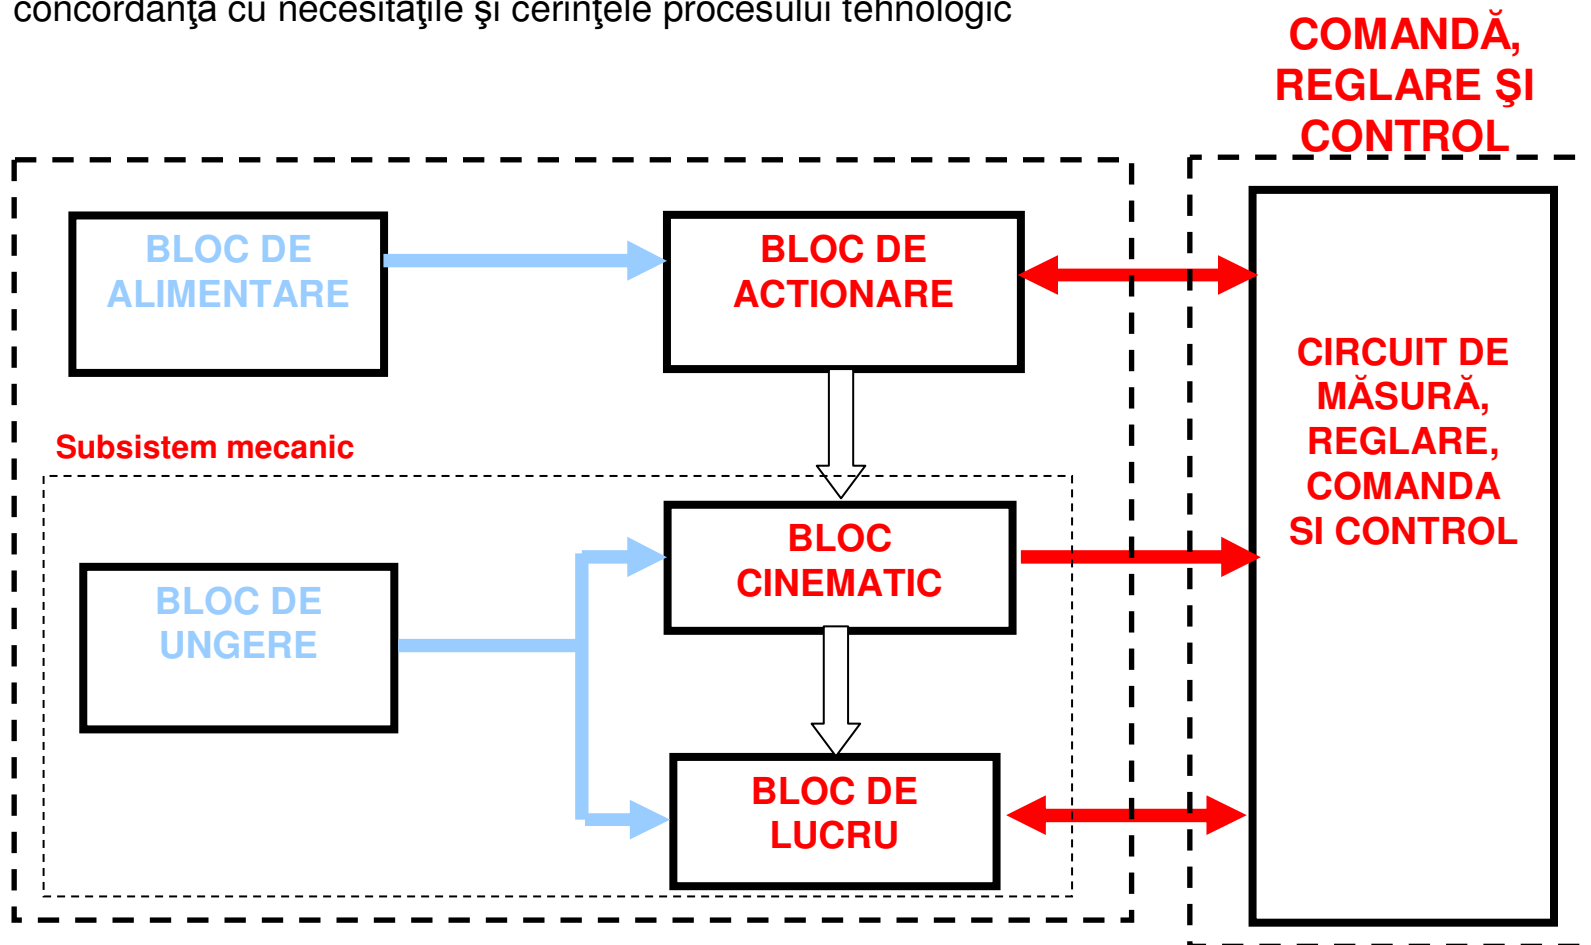 concordanţa cu necesităţile şi cerinţele procesului tehnologic
COMANDĂ,
REGLARE ŞI
CONTROL
BLOC DE
ALIMENTARE
BLOC DE
ACTIONARE
CIRCUIT DE
MĂSURĂ,
REGLARE,
COMANDA
SI CONTROL
Subsistem mecanic
BLOC
CINEMATIC
BLOC DE
UNGERE
BLOC DE
LUCRU